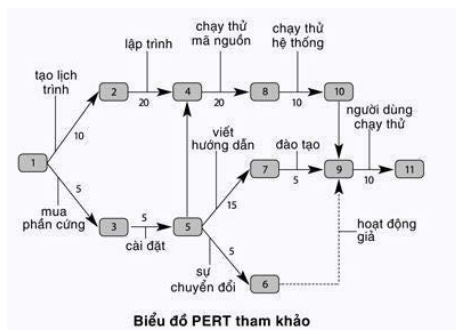 chạy thử
mã nguồn
chạy thử
hệ thống
lập trình
tạo lịch
trình
2
20
4
20
8
10
10
người dùng
chạy thử
viết
hướng dẫn
đào tạo
10
1
7
5
9
10
11
5
15
mua
phần cứng
3
5
cài đặt
5
5
hoạt động
giả
sự
chuyển đổi
6
Biểu đồ PERT tham khảo